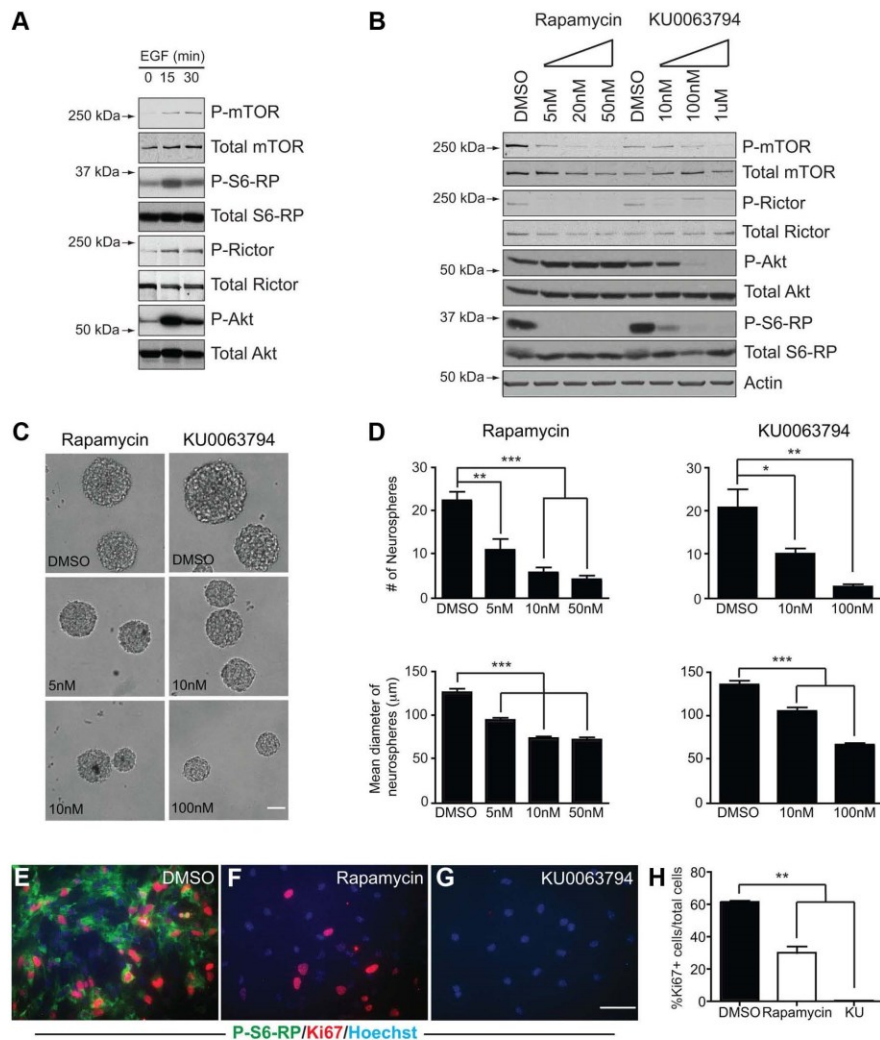 A
EGF (min)
0 15 30
250 kDa
P-mTOR
Total mTOR
37 kDa
P-S6-RP
Total S6-RP
250 kDa
P-Rictor
Total Rictor
P-Akt
50 kDa
Total Akt
B
Rapamycin KU0063794
DMSO 5nM 20nM 50nM DMSO 10nM 100nM 1uM
250 kDa
P-mTOR
Total mTOR
250 kDa
P-Rictor
Total Rictor
P-Akt
50 kDa
Total Akt
37 kDa
P-S6-RP
Total S6-RP
50 kDa
Actin
C
Rapamycin KU0063794
DMSO DMSO
5nM 10nM
10nM 100nM
D
Rapamycin
# of Neurospheres
30
20
10
0
**
***
DMSO 5nM 10nM 50nM
KU0063794
30
20
10
0
*
**
DMSO 10nM 100nM
Mean diameter of
neurospheres (μm)
150
100
50
0
***
DMSO 5nM 10nM 50nM
150
100
50
0
***
DMSO 10nM 100nM
E DMSO
F Rapamycin
G KU0063794
P-S6-RP/Ki67/Hoechst
H
%Ki67+ cells/total cells
80
60
40
20
0
**
DMSO Rapamycin KU